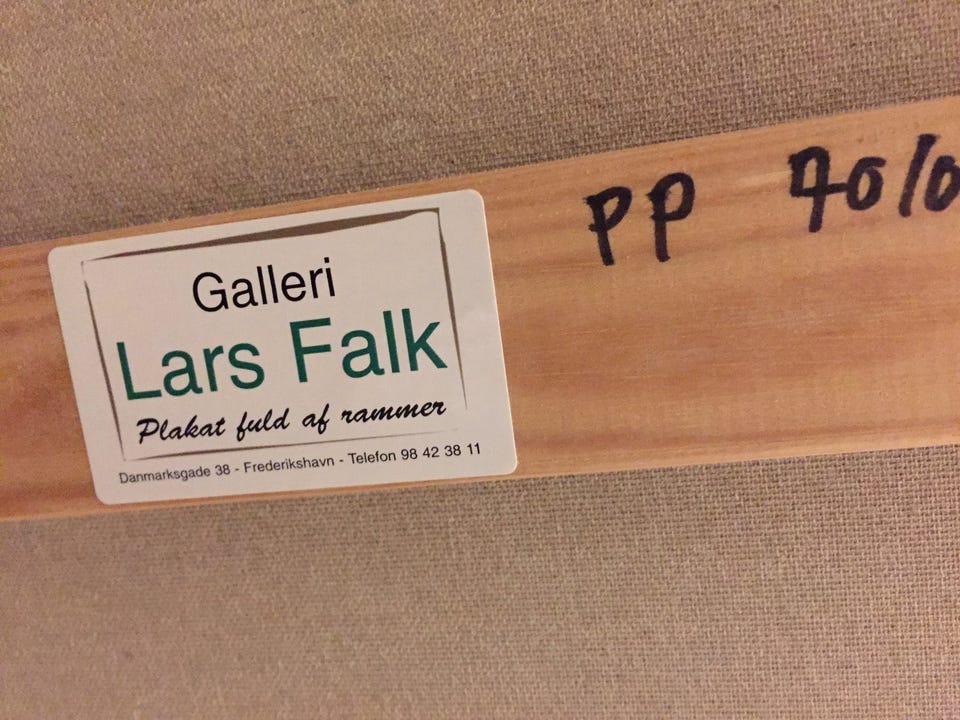 Galleri
Lars Falk
Plakat fuld af rammer
Danmarksgade 38 - Frederikshavn - Telefon 98 42 38 11
PP